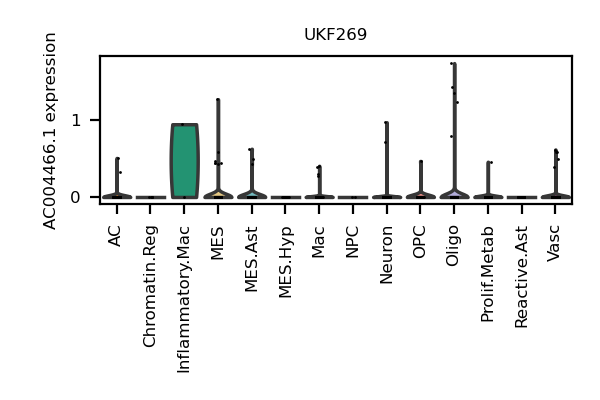 UKF269
AC004466.1 expression
1
0
AC
Chromatin.Reg
Inflammatory.Mac
MES
MES.Ast
MES.Hyp
Mac
NPC
Neuron
OPC
Oligo
Prolif.Metab
Reactive.Ast
Vasc